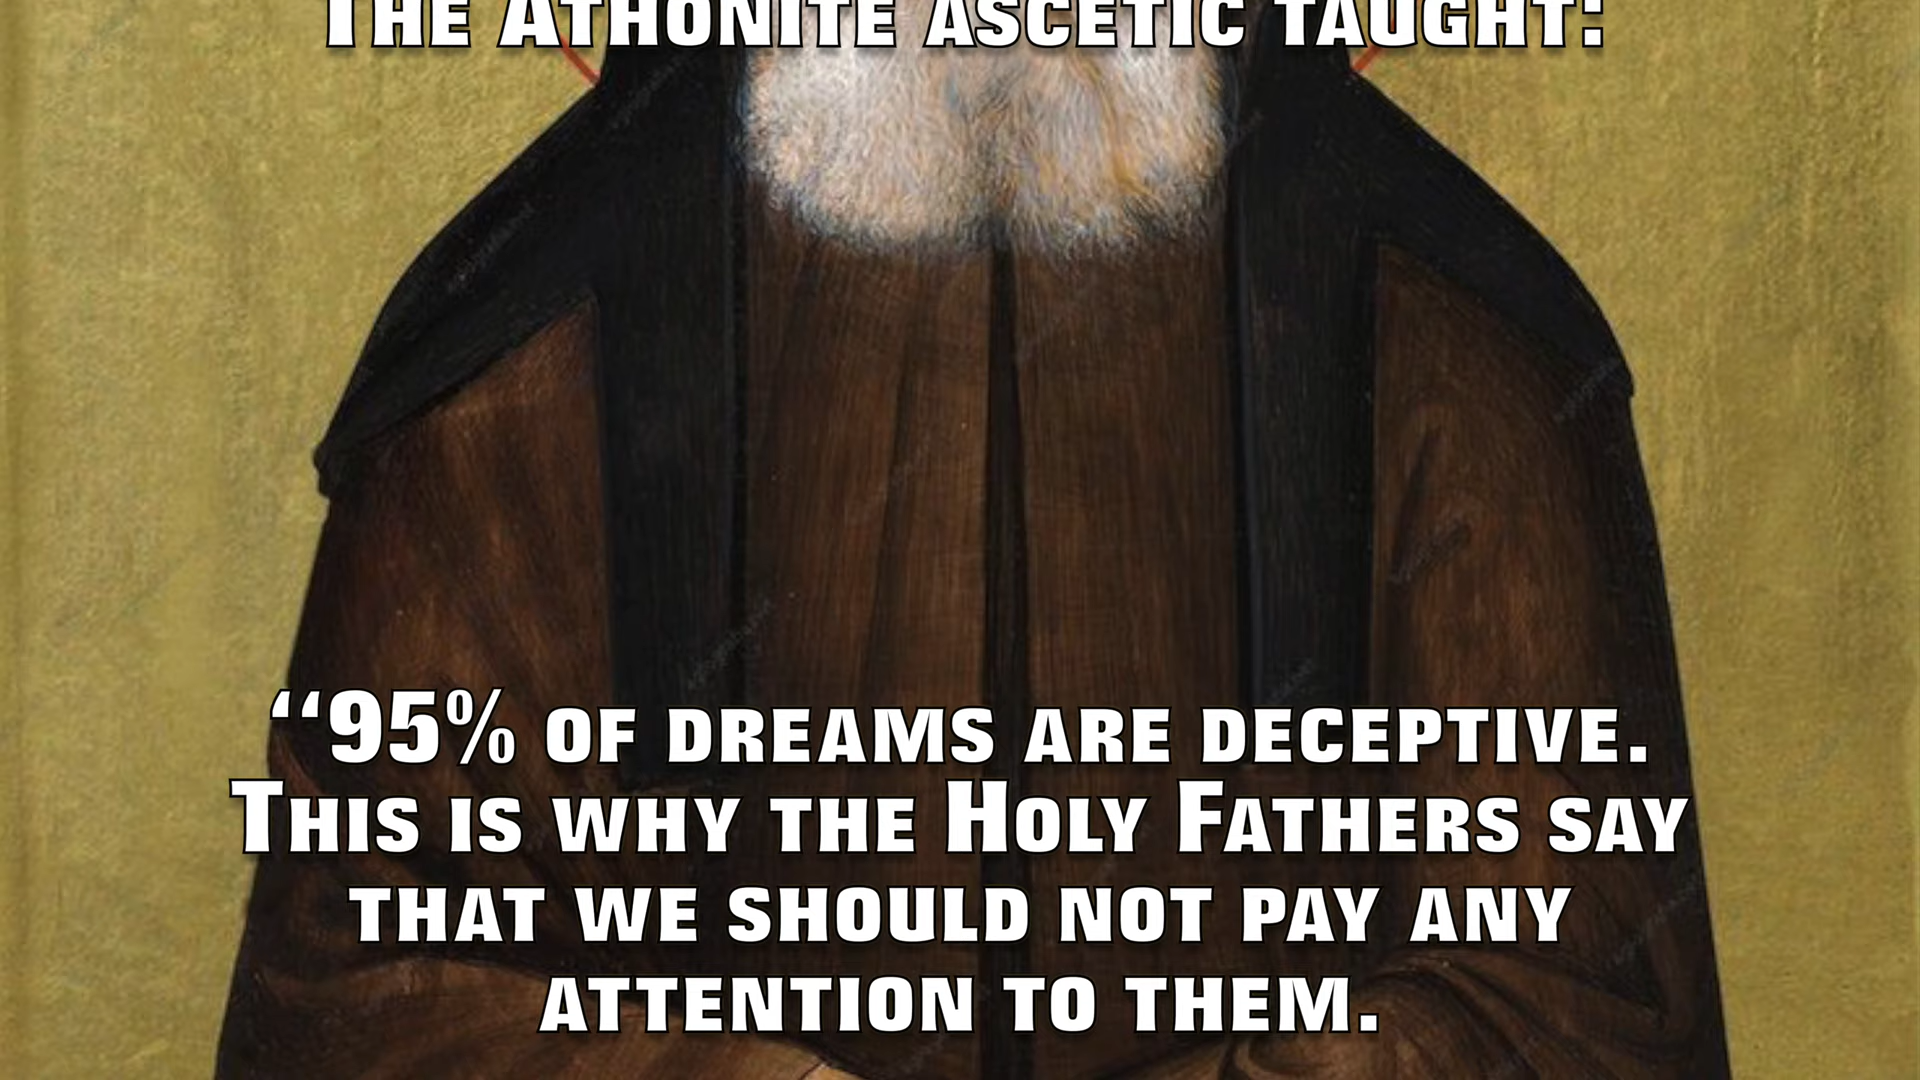 The Athonite ascetic taught:
“95% of dreams are deceptive.
This is why the Holy Fathers say
that we should not pay any
attention to them.